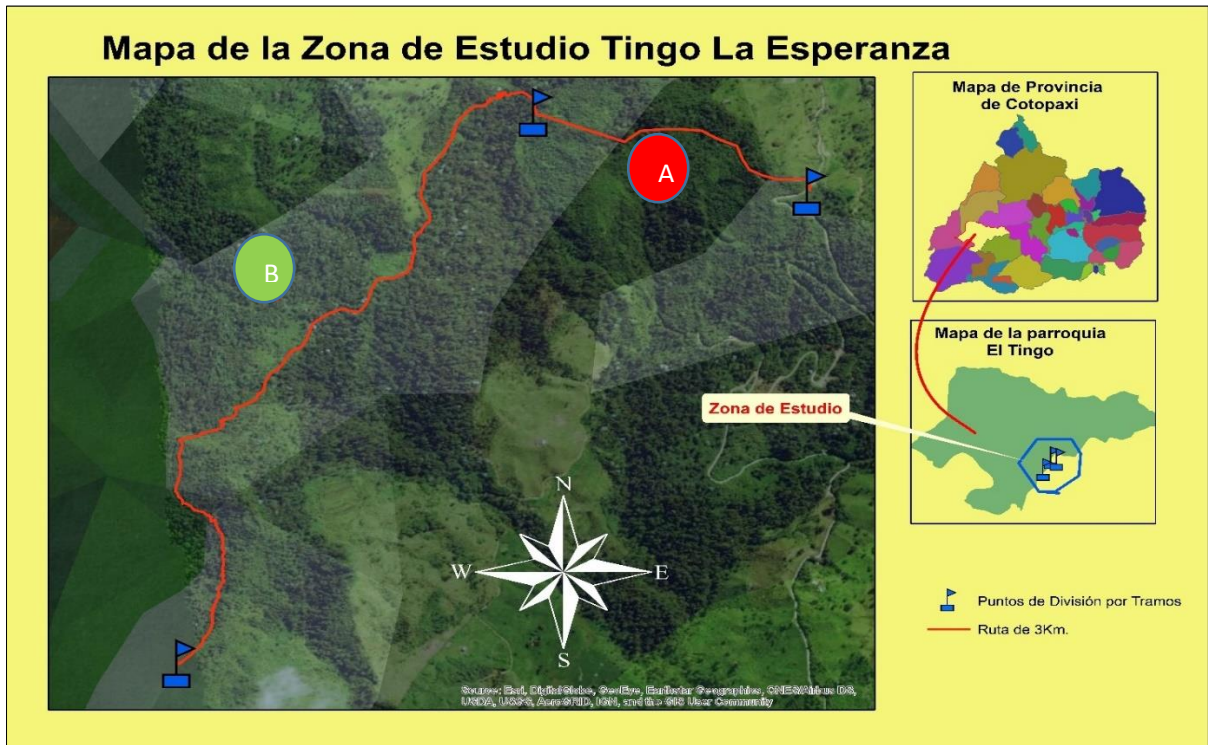 Mapa de la Zona de Estudio Tingo La Esperanza
A
B
N
W
E
S
Source: Esri, DigitalGlobe, GeoEye, Earthstar Geographics, CNES/Airbus DS,
USDA, USGS, AeroGRID, IGN, and the GIS User Community
Mapa de Provincia
de Cotopaxi
Mapa de la parroquia
El Tingo
Zona de Estudio
Puntos de División por Tramos
Ruta de 3Km.